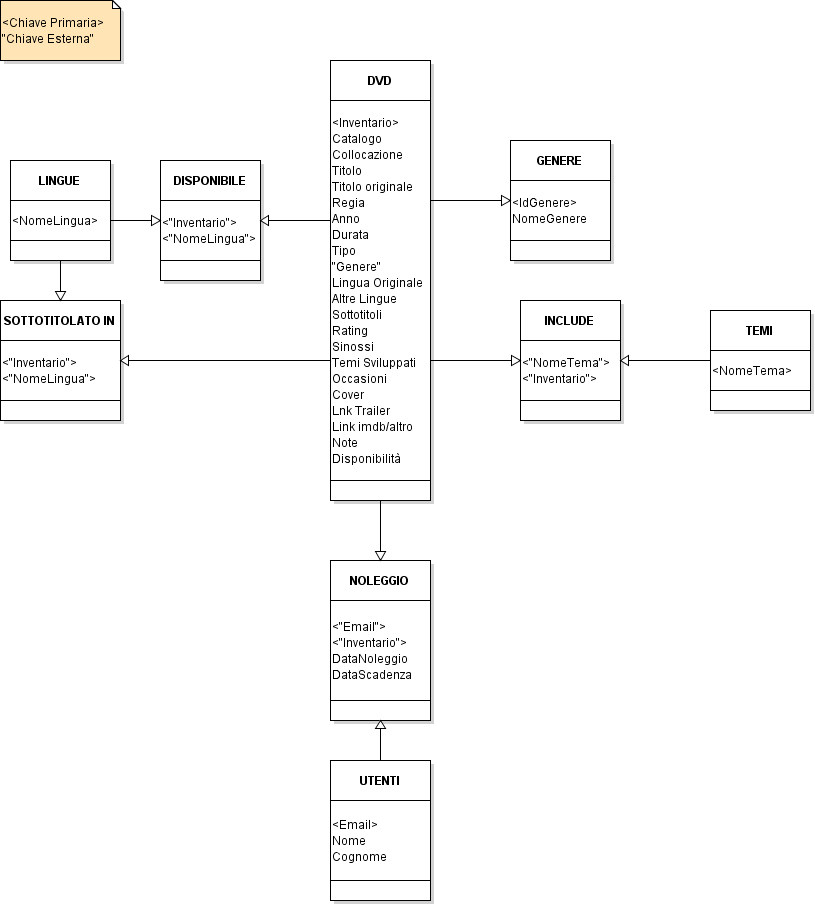 <Chiave Primaria>
"Chiave Esterna"
DVD
<Inventario>
Catalogo
Collocazione
Titolo
Titolo originale
Regia
Anno
Durata
Tipo
"Genere"
Lingua Originale
Altre Lingue
Sottotitoli
Rating
Sinossi
Temi Sviluppati
Occasioni
Cover
Lnk Trailer
Link imdb/altro
Note
Disponibilità
LINGUE
<NomeLingua>
DISPONIBILE
<"Inventario">
<"NomeLingua">
GENERE
<IdGenere>
NomeGenere
SOTTOTITOLATO IN
<"Inventario">
<"NomeLingua">
INCLUDE
<"NomeTema">
<"Inventario">
TEMI
<NomeTema>
NOLEGGIO
<"Email">
<"Inventario">
DataNoleggio
DataScadenza
UTENTI
<Email>
Nome
Cognome